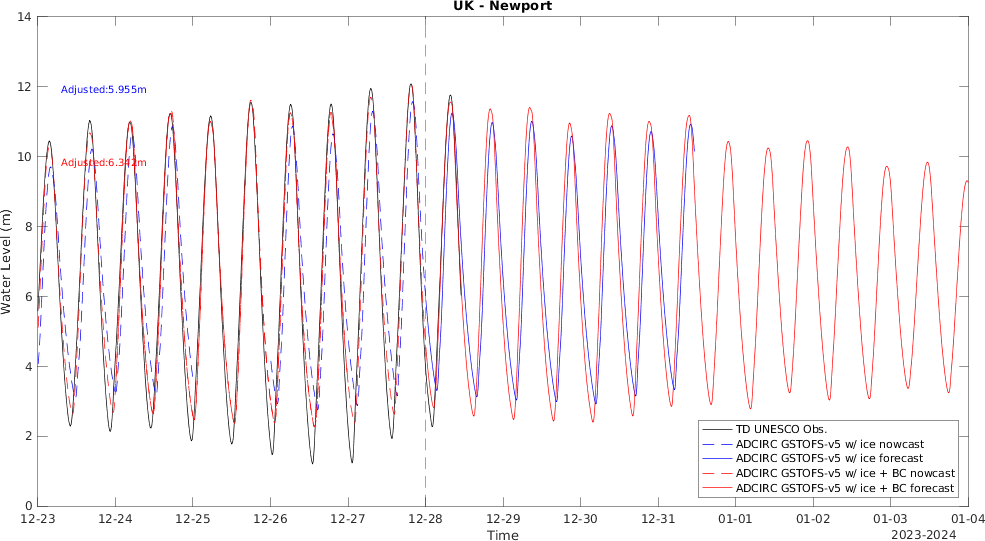 UK - Newport
14
12
10
8
6
4
2
0
Water Level (m)
Adjusted:5.955m
Adjusted:6.342m
TD UNESCO Obs.
ADCIRC GSTOFS-v5 w/ ice nowcast
ADCIRC GSTOFS-v5 w/ ice forecast
ADCIRC GSTOFS-v5 w/ ice + BC nowcast
ADCIRC GSTOFS-v5 w/ ice + BC forecast
12-23 12-24 12-25 12-26 12-27 12-28 12-29 12-30 12-31 01-01 01-02 01-03 01-04
Time
2023-2024